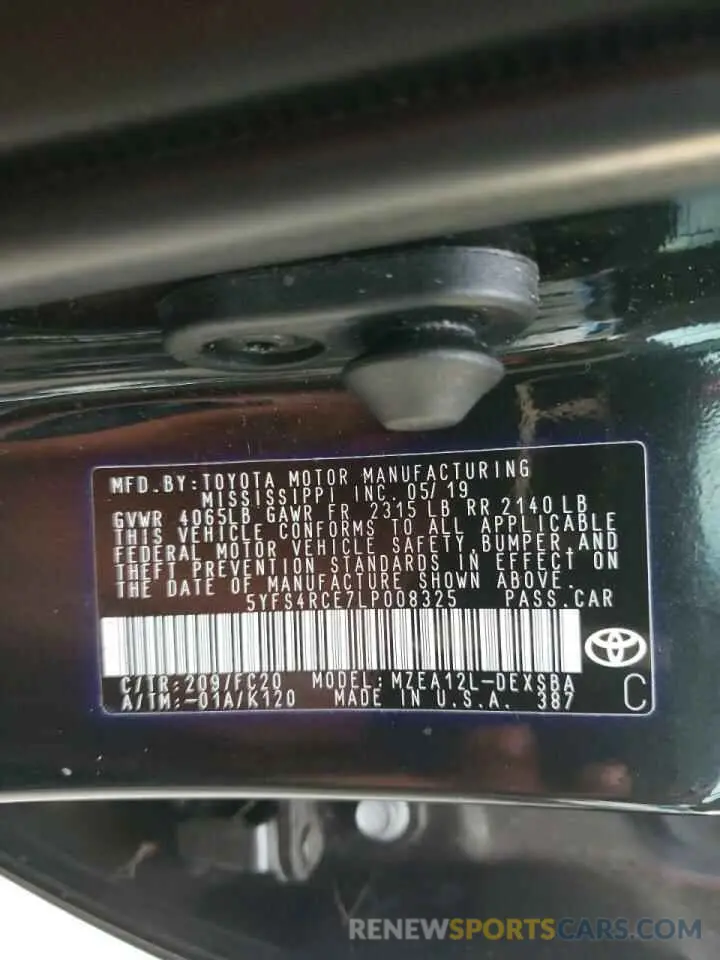 MFD.BY:TOYOTA MOTOR MANUFACTURING
MISSISSIPPI INC. 05/19
GVWR 4065LB GAWR FR 2315 LB RR 2140 LB
THIS VEHICLE CONFORMS TO ALL APPLICABLE
FEDERAL MOTOR VEHICLE SAFETY,BUMPER,AND
THEFT PREVENTION STANDARDS IN EFFECT ON
THE DATE OF MANUFACTURE SHOWN ABOVE.
5YFS4RCE7LP008325 PASS.CAR
C/TR:209/FC20 MODEL:MZEA12L-DEXSBA
A/TM:-01A/K120 MADE IN U.S.A. 387
C
RENEWSPORTSCARS.COM